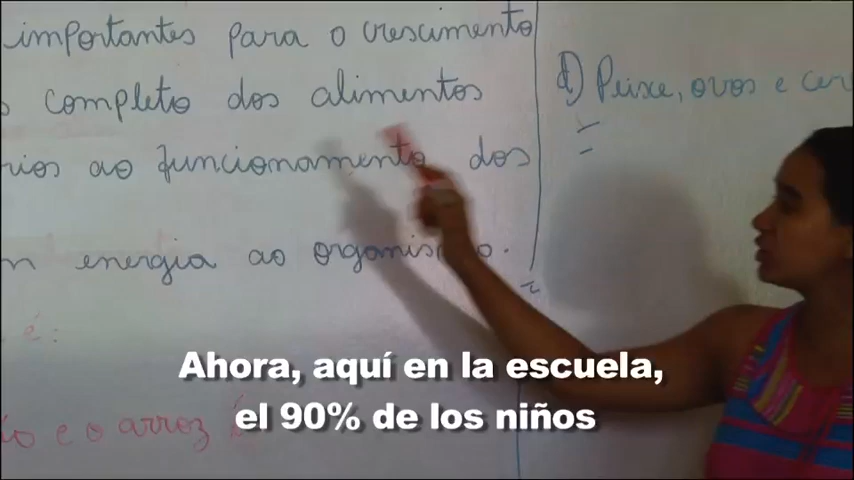 importantes para o crescimento
completo dos alimentos
ao funcionamento dos
energia ao organismo.
é:
e o arroz é
d) Peixe, ovos e
Ahora, aquí en la escuela,
el 90% de los niños